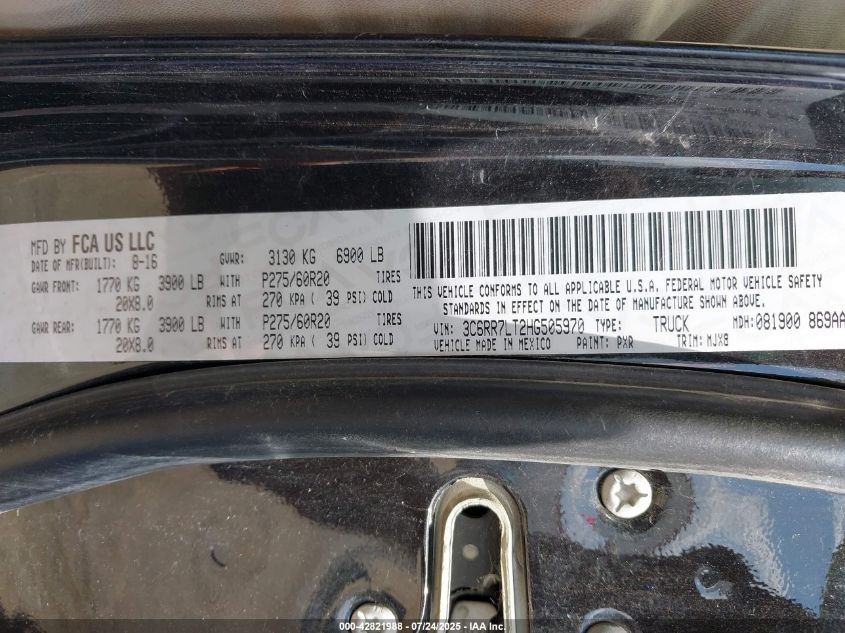 MFD BY FCA US LLC
DATE OF MFR(BUILT): 8-16 GVWR: 3130 KG 6900 LB
GAWR FRONT: 1770 KG 3900 LB WITH P275/60R20 TIRES
20X8.0 RIMS AT 270 KPA ( 39 PSI) COLD
GAWR REAR: 1770 KG 3900 LB WITH P275/60R20 TIRES
20X8.0 RIMS AT 270 KPA ( 39 PSI) COLD
THIS VEHICLE CONFORMS TO ALL APPLICABLE U.S.A. FEDERAL MOTOR VEHICLE SAFETY
STANDARDS IN EFFECT ON THE DATE OF MANUFACTURE SHOWN ABOVE.
VIN: 3C6RR7LT2HG505970 TYPE: TRUCK MDH: 081900 869AA
VEHICLE MADE IN MEXICO PAINT: PXR TRIM: MJX9
000-42821988 - 07/24/2025 - IAA Inc.